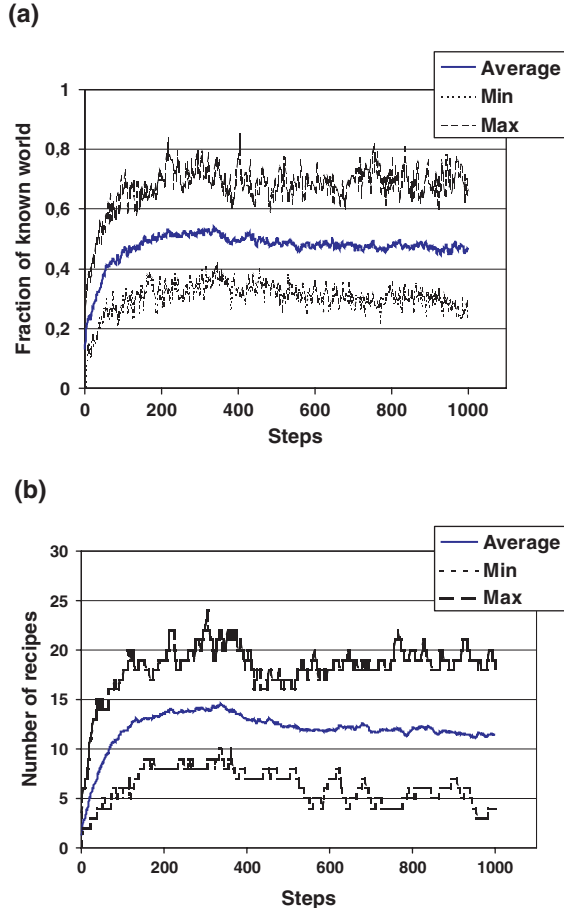 (a)
Average
Min
Max
Fraction of known world
1
0,8
0,6
0,4
0,2
0
0 200 400 600 800 1000
Steps
(b)
Average
Min
Max
Number of recipes
30
25
20
15
10
5
0
0 200 400 600 800 1000
Steps